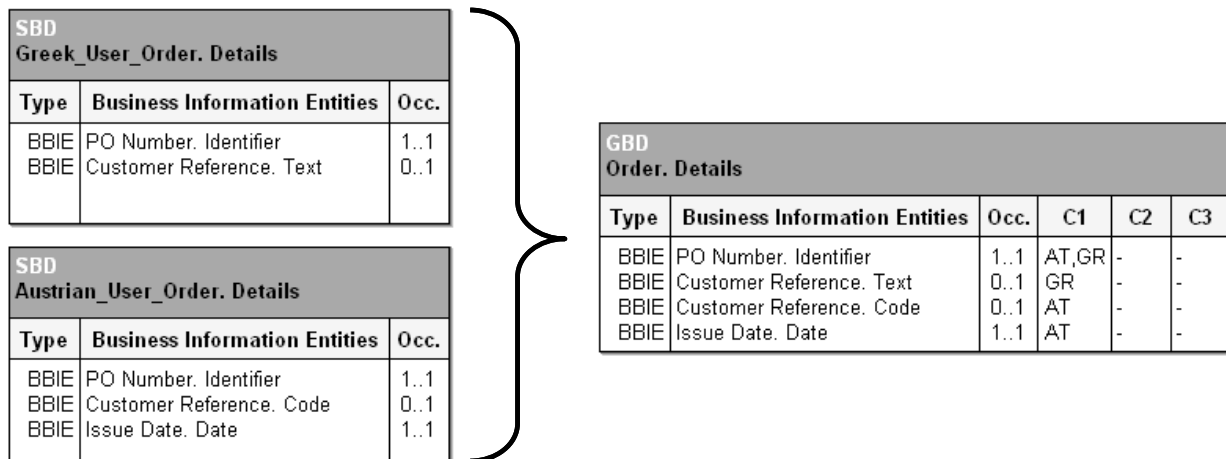 SBD
Greek_User_Order. Details
Type Business Information Entities Occ.
BBIE PO Number. Identifier 1..1
BBIE Customer Reference. Text 0..1
SBD
Austrian_User_Order. Details
Type Business Information Entities Occ.
BBIE PO Number. Identifier 1..1
BBIE Customer Reference. Code 0..1
BBIE Issue Date. Date 1..1
GBD
Order. Details
Type Business Information Entities Occ. C1 C2 C3
BBIE PO Number. Identifier 1..1 AT,GR - -
BBIE Customer Reference. Text 0..1 GR - -
BBIE Customer Reference. Code 0..1 AT - -
BBIE Issue Date. Date 1..1 AT - -